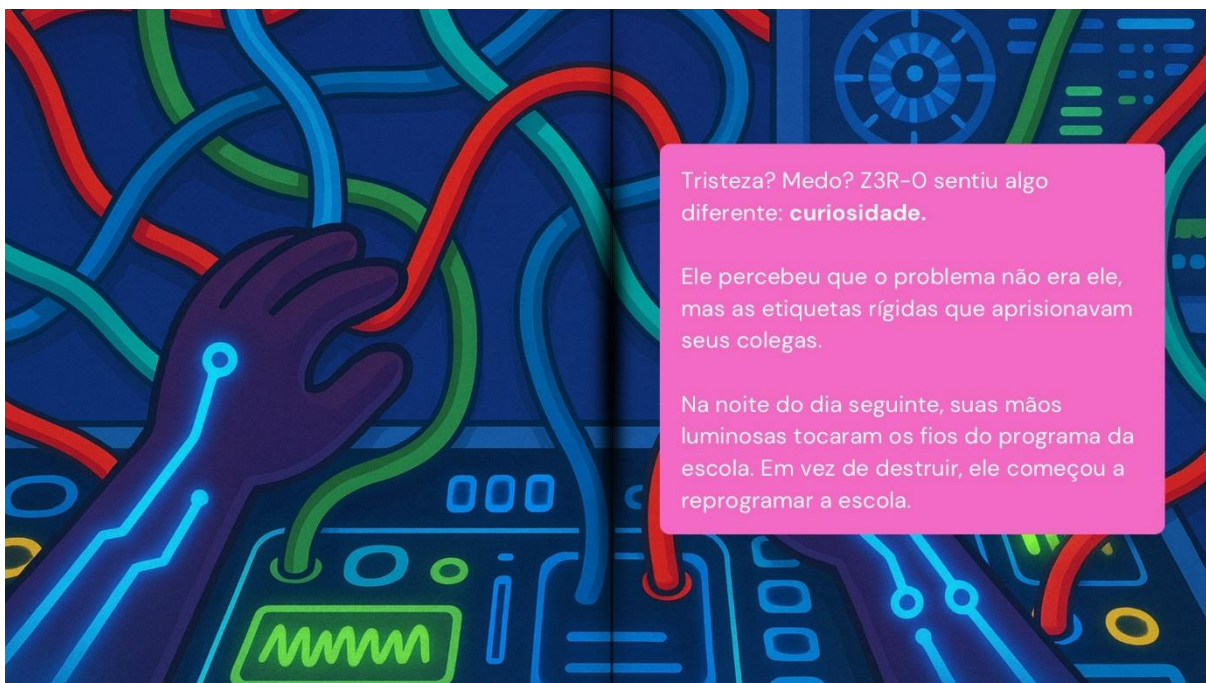 Tristeza? Medo? Z3R-0 sentiu algo
diferente: curiosidade.
Ele percebeu que o problema não era ele,
mas as etiquetas rígidas que aprisionavam
seus colegas.
Na noite do dia seguinte, suas mãos
luminosas tocaram os fios do programa da
escola. Em vez de destruir, ele começou a
reprogramar a escola.